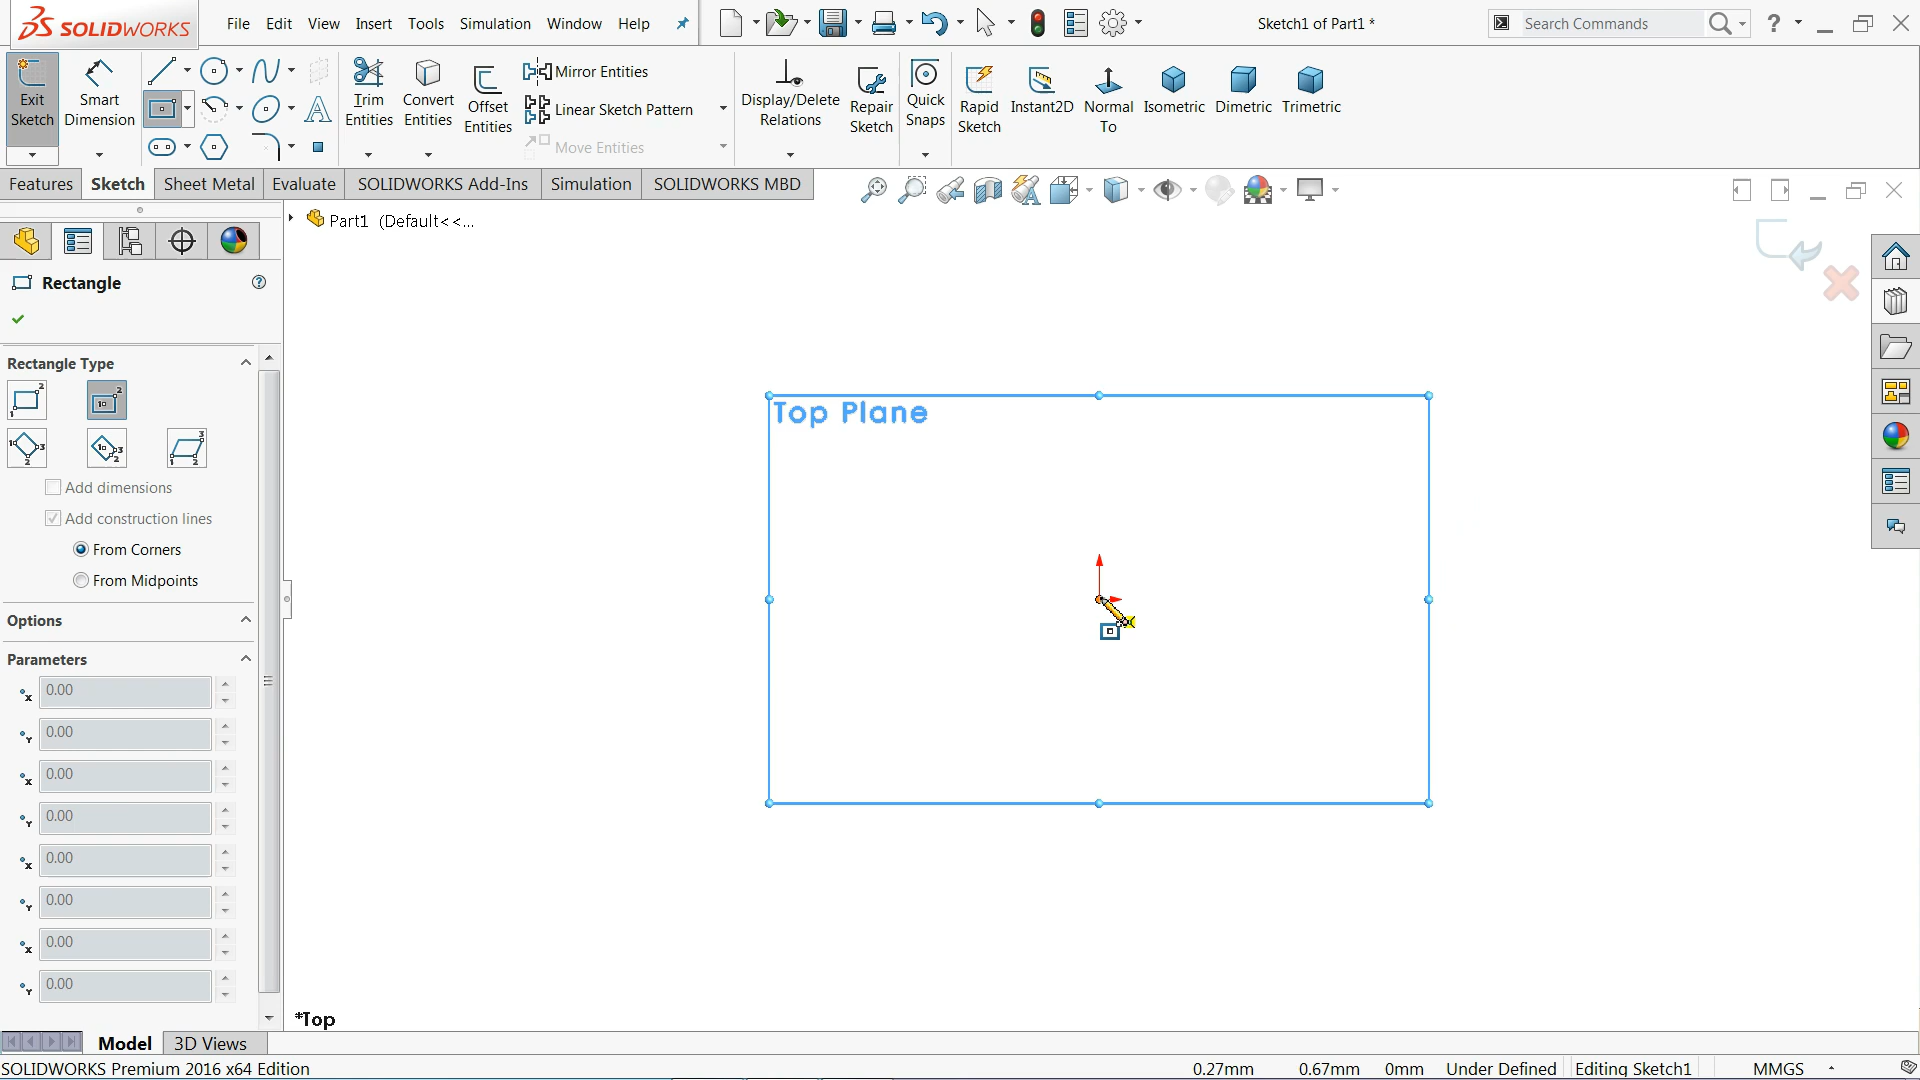 SOLIDWORKS
File Edit View Insert Tools Simulation Window Help
Sketch1 of Part1 *
Search Commands
Exit Sketch
Smart Dimension
Trim Entities
Convert Entities
Offset Entities
Mirror Entities
Linear Sketch Pattern
Move Entities
Display/Delete Relations
Repair Sketch
Quick Snaps
Rapid Sketch
Instant2D
Normal To
Isometric
Dimetric
Trimetric
Features Sketch Sheet Metal Evaluate SOLIDWORKS Add-Ins Simulation SOLIDWORKS MBD
Part1 (Default<<...
Rectangle
Rectangle Type
Add dimensions
Add construction lines
From Corners
From Midpoints
Options
Parameters
x 0.00
Y 0.00
x 0.00
Y 0.00
x 0.00
Y 0.00
x 0.00
Y 0.00
Top Plane
*Top
Model 3D Views
SOLIDWORKS Premium 2016 x64 Edition
0.27mm 0.67mm 0mm Under Defined Editing Sketch1 MMGS